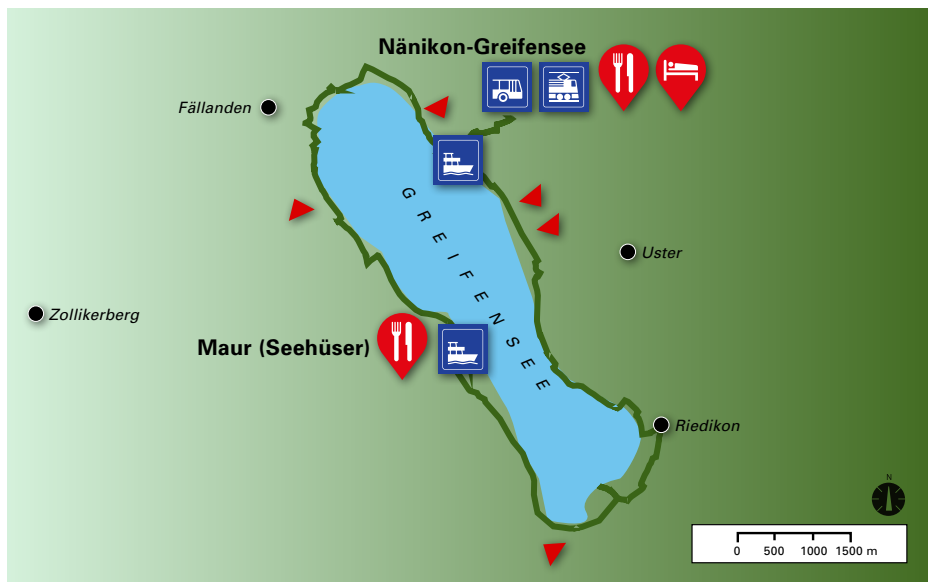 Nänikon-Greifensee
Fällanden
GREIFENSEE
Uster
Zollikerberg
Maur (Seehüser)
Riedikon
N
0 500 1000 1500 m